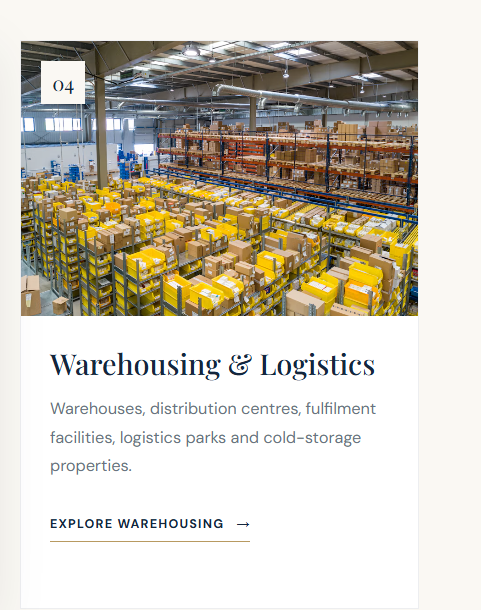 04
Warehousing & Logistics
Warehouses, distribution centres, fulfilment
facilities, logistics parks and cold-storage
properties.
EXPLORE WAREHOUSING →